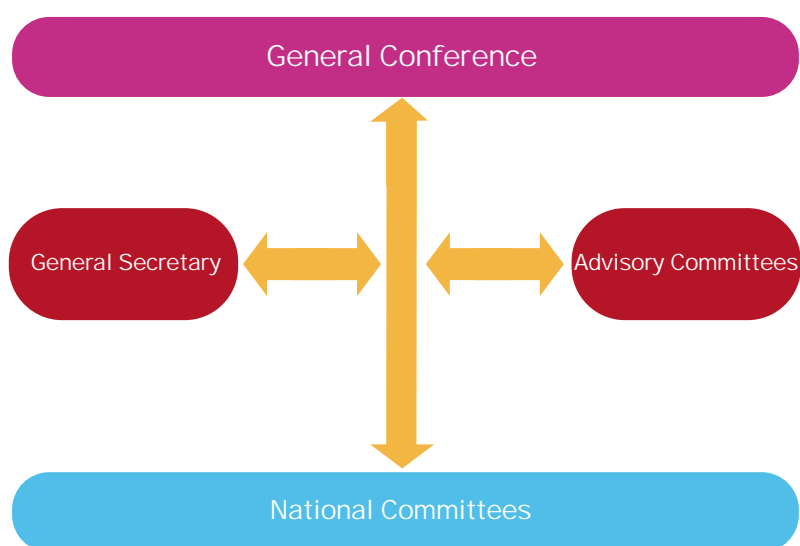 General Conference
General Secretary
Advisory Committees
National Committees